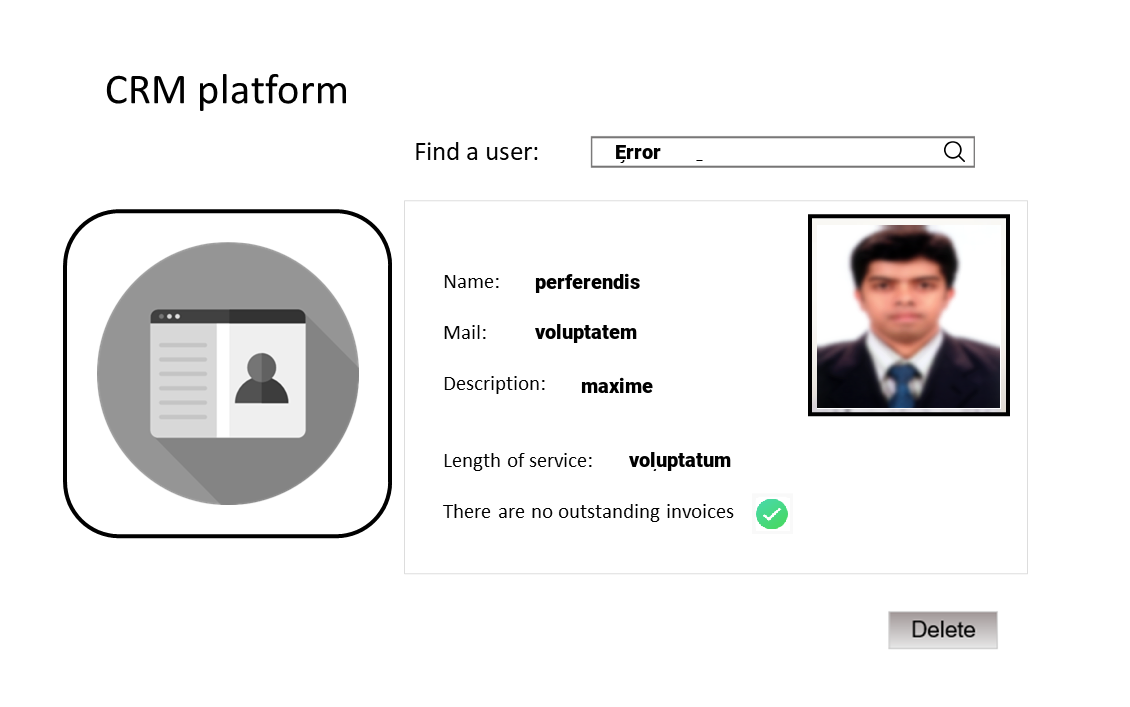 CRM platform
Find a user: Error
Name: perferendis
Mail: voluptatem
Description: maxime
Length of service: voluptatum
There are no outstanding invoices
Delete